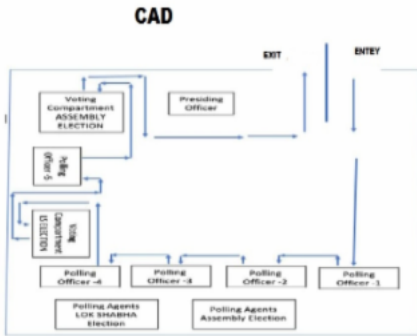 CAD
EXIT
ENTEY
Voting
Compartment
ASSEMBLY
ELECTION
Presiding
Officer
Polling
Officer -5
Voting
Compartment
LS ELECTION
Polling
Officer -4
Polling
Officer -3
Polling
Officer -2
Polling
Officer -1
Polling Agents
LOK SHABHA
Election
Polling Agents
Assembly Election